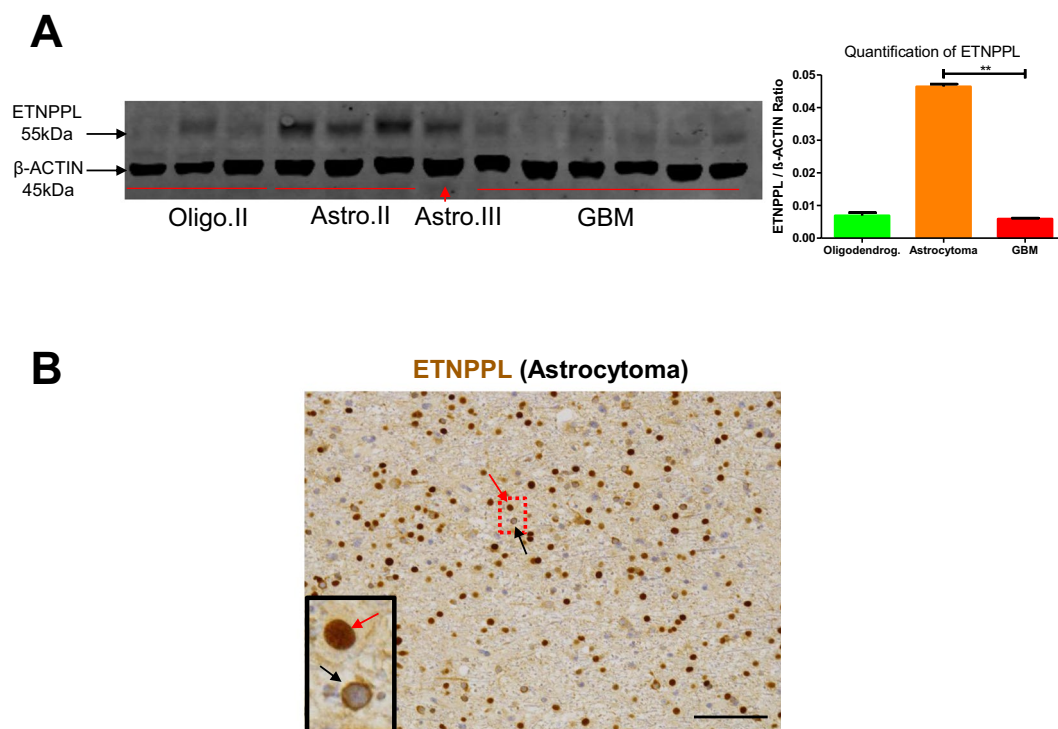 A
ETNPPL
55kDa
β-ACTIN
45kDa
Oligo.II
Astro.II
Astro.III
GBM
Quantification of ETNPPL
**
ETNPPL / ß-ACTIN Ratio
0.05
0.04
0.03
0.02
0.01
0.00
Oligodendrog.
Astrocytoma
GBM
B
ETNPPL (Astrocytoma)